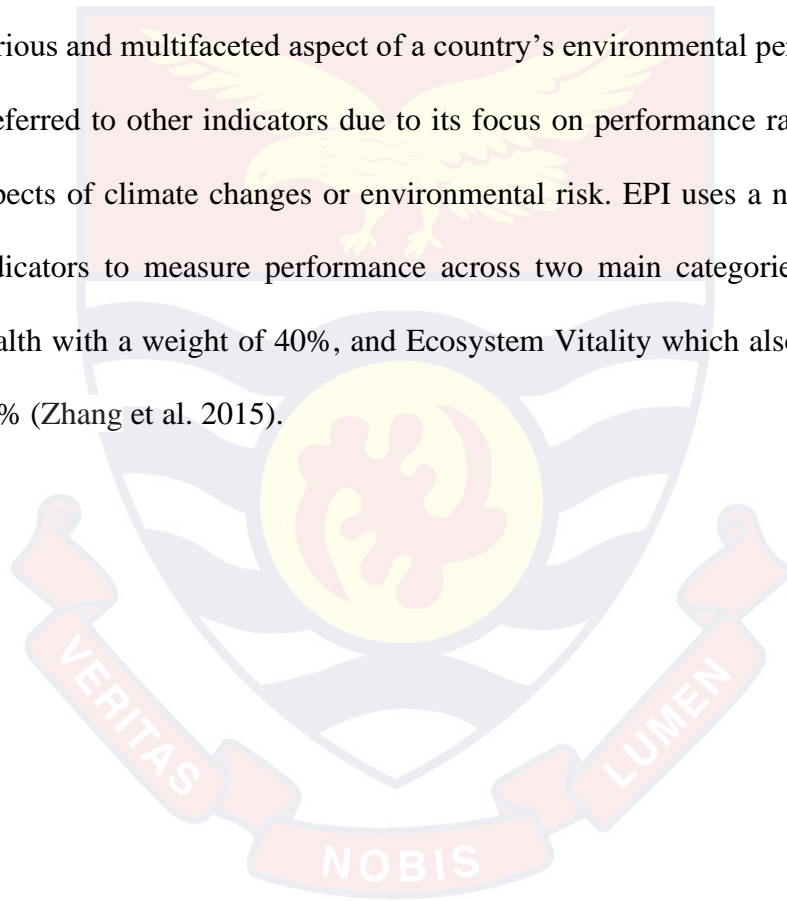 rious and multifaceted aspect of a country’s environmental per
eferred to other indicators due to its focus on performance ra
pects of climate changes or environmental risk. EPI uses a n
dicators to measure performance across two main categorie
alth with a weight of 40%, and Ecosystem Vitality which also
% (Zhang et al. 2015).
VERITAS
NOBIS
LUMEN